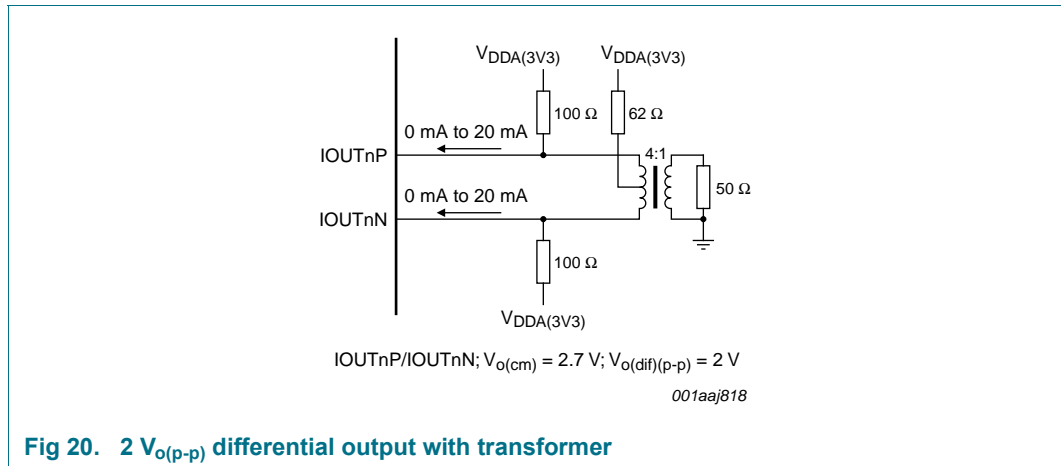 VDDA(3V3) VDDA(3V3)
100 Ω 62 Ω
0 mA to 20 mA
IOUTnP
4:1
0 mA to 20 mA
50 Ω
IOUTnN
100 Ω
VDDA(3V3)
IOUTnP/IOUTnN; Vo(cm) = 2.7 V; Vo(dif)(p-p) = 2 V
001aaj818
Fig 20. 2 Vo(p-p) differential output with transformer